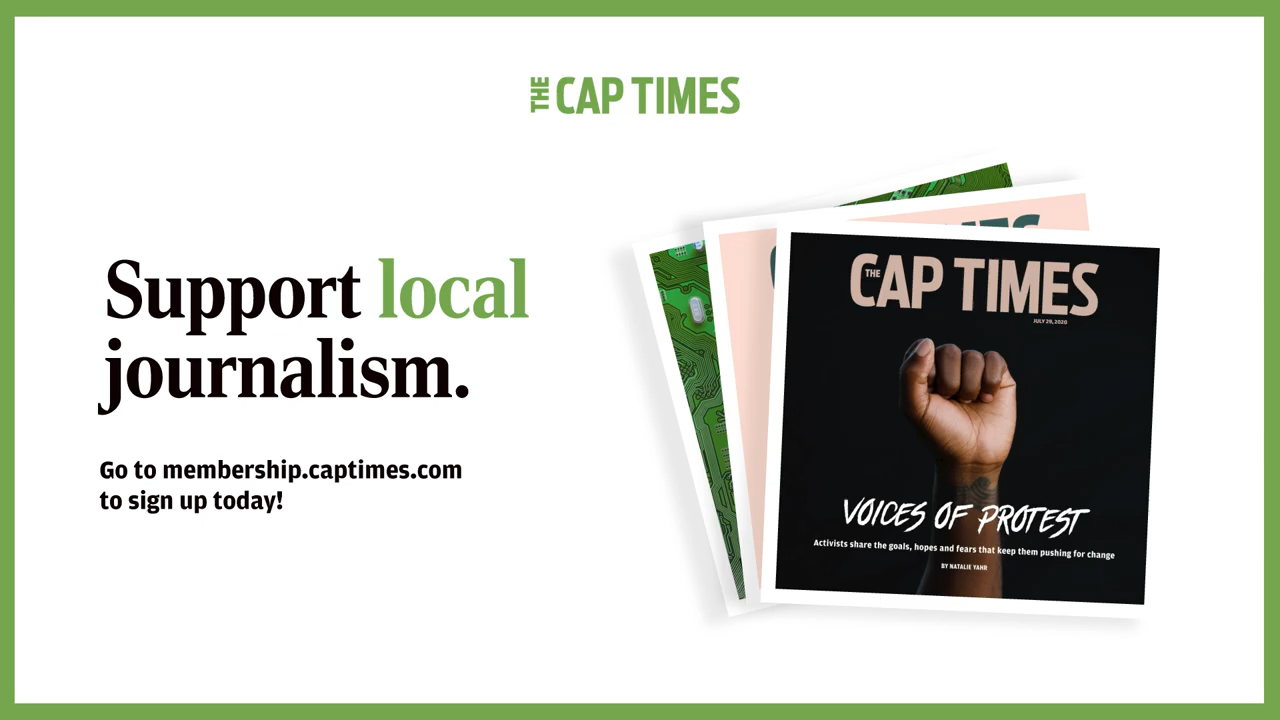 THE CAP TIMES
Support local
journalism.
Go to membership.captimes.com
to sign up today!
TIMES
THE CAP TIMES
JULY 29, 2020
VOICES OF PROTEST
Activists share the goals, hopes and fears that keep them pushing for change
BY NATALIE YAHR